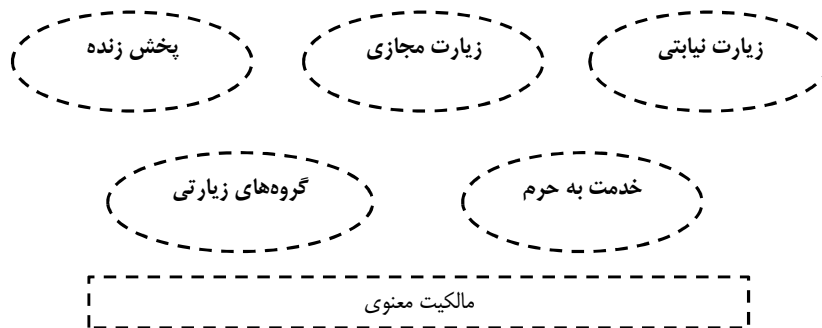 زیارت نیابتی
زیارت مجازی
پخش زنده
خدمت به حرم
گروه‌های زیارتی
مالکیت معنوی